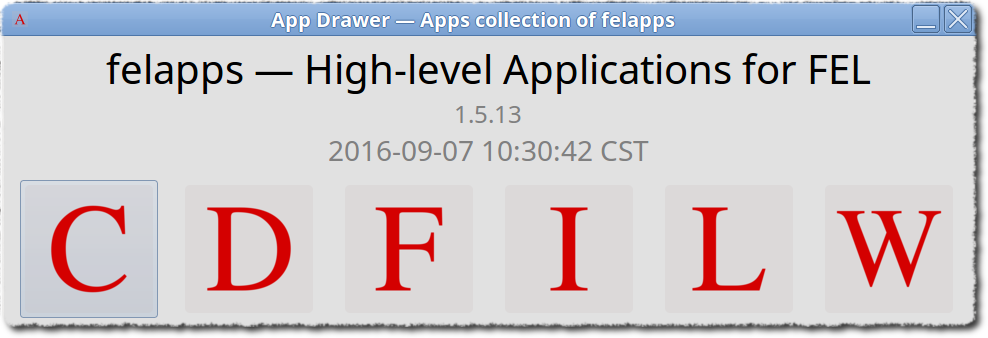 A App Drawer — Apps collection of felapps
felapps — High-level Applications for FEL
1.5.13
2016-09-07 10:30:42 CST
C D F I L W